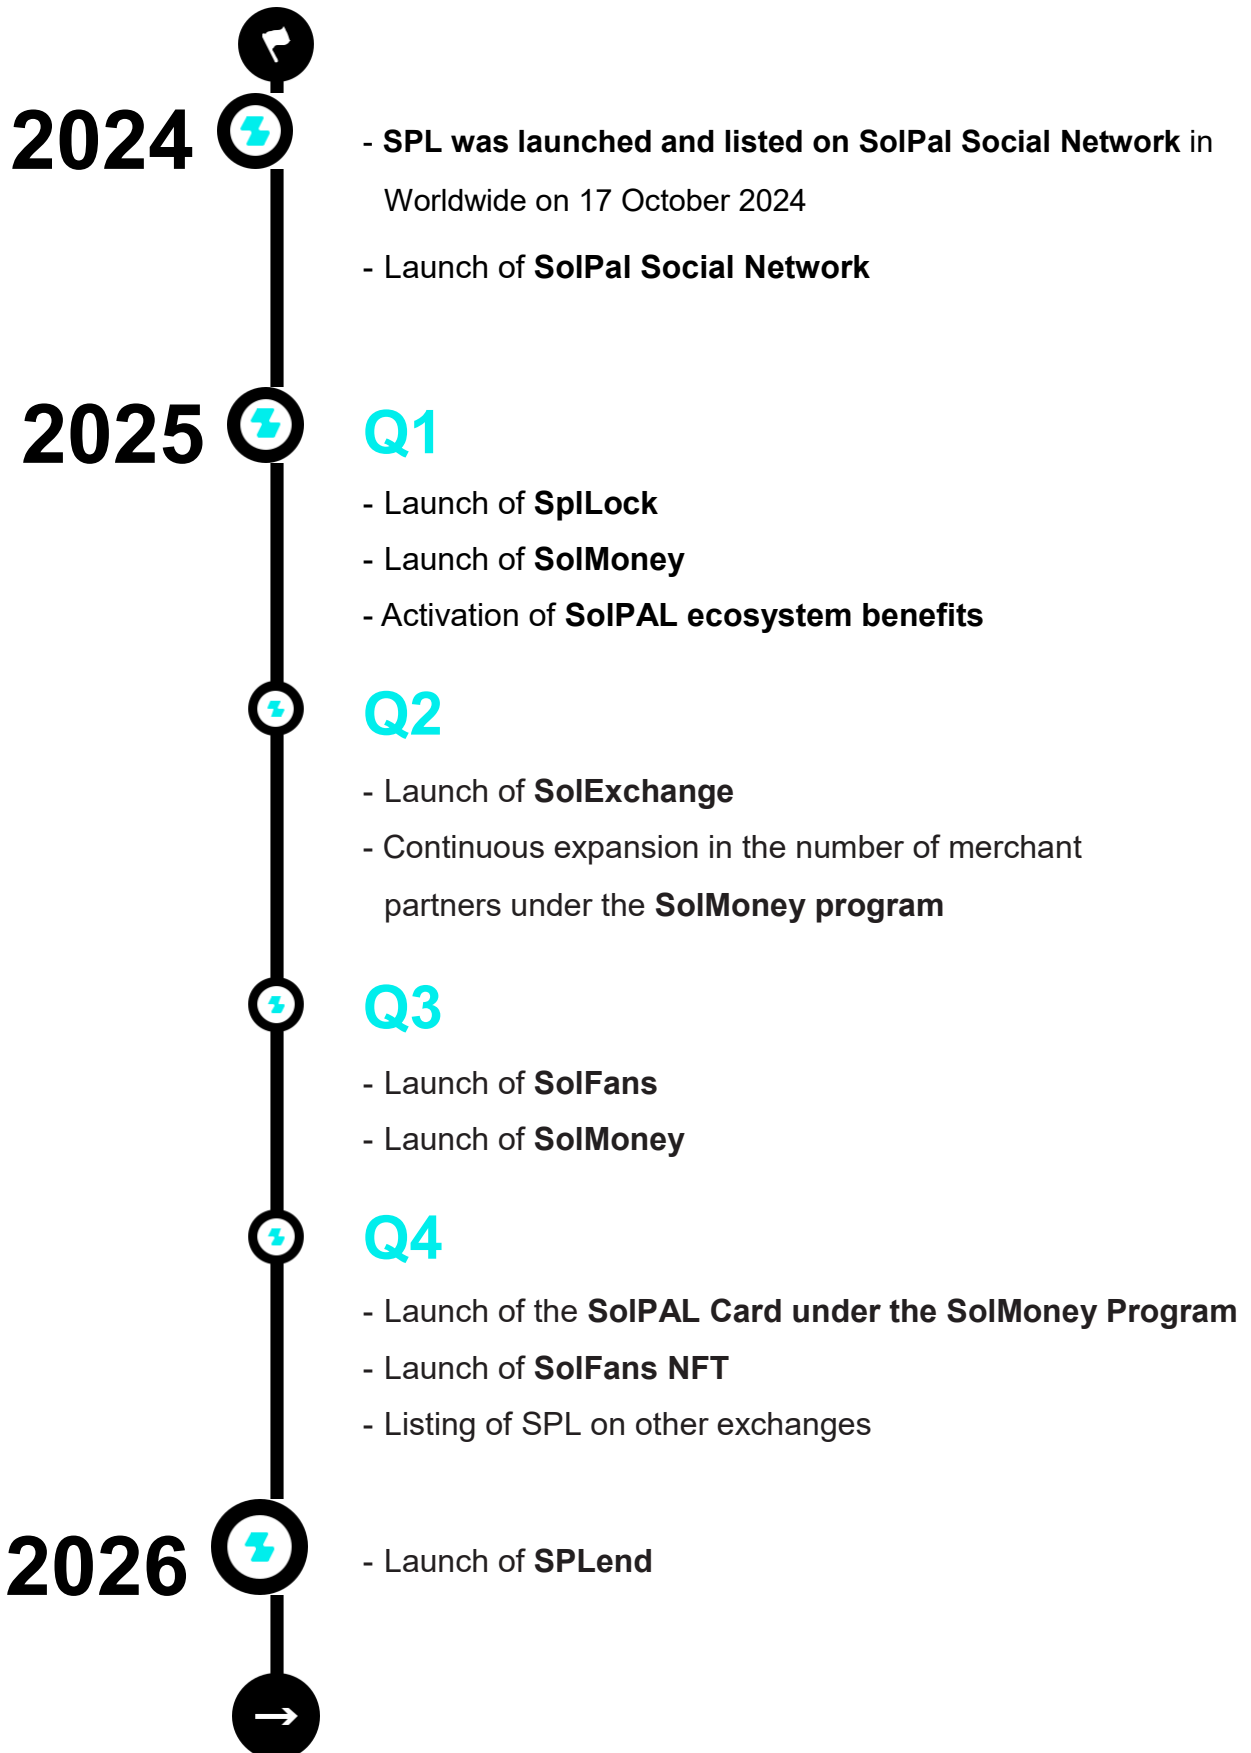 2024
- SPL was launched and listed on SolPal Social Network in
Worldwide on 17 October 2024
- Launch of SolPal Social Network
2025
Q1
- Launch of SplLock
- Launch of SolMoney
- Activation of SolPAL ecosystem benefits
Q2
- Launch of SolExchange
- Continuous expansion in the number of merchant
partners under the SolMoney program
Q3
- Launch of SolFans
- Launch of SolMoney
Q4
- Launch of the SolPAL Card under the SolMoney Program
- Launch of SolFans NFT
- Listing of SPL on other exchanges
2026
- Launch of SPLend